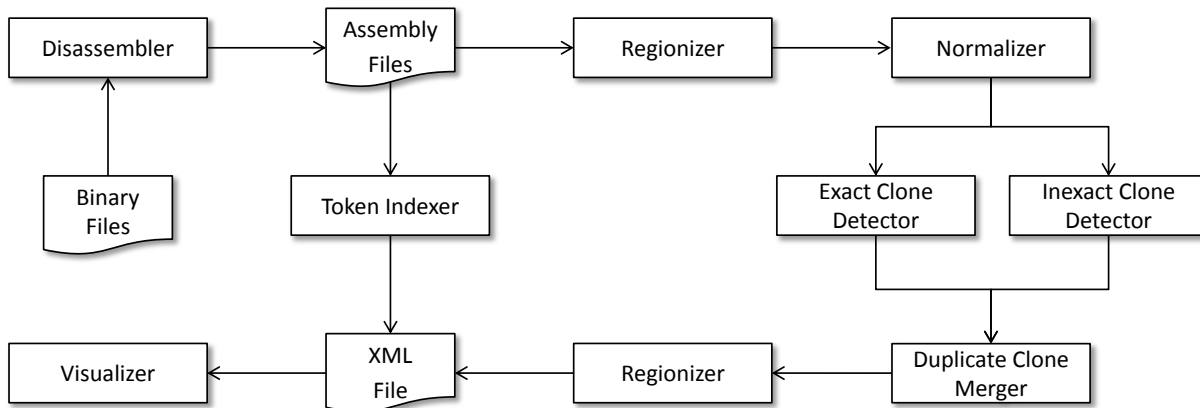 Disassembler
Assembly
Files
Regionizer
Normalizer
Binary
Files
Token Indexer
Exact Clone
Detector
Inexact Clone
Detector
Visualizer
XML
File
Regionizer
Duplicate Clone
Merger